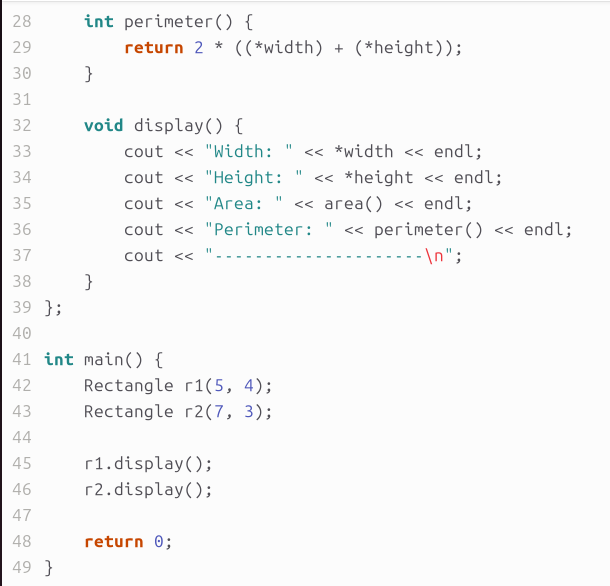 28     int perimeter() {
29         return 2 * ((*width) + (*height));
30     }
31
32     void display() {
33         cout << "Width: " << *width << endl;
34         cout << "Height: " << *height << endl;
35         cout << "Area: " << area() << endl;
36         cout << "Perimeter: " << perimeter() << endl;
37         cout << "---------------------\n";
38     }
39 };
40
41 int main() {
42     Rectangle r1(5, 4);
43     Rectangle r2(7, 3);
44
45     r1.display();
46     r2.display();
47
48     return 0;
49 }